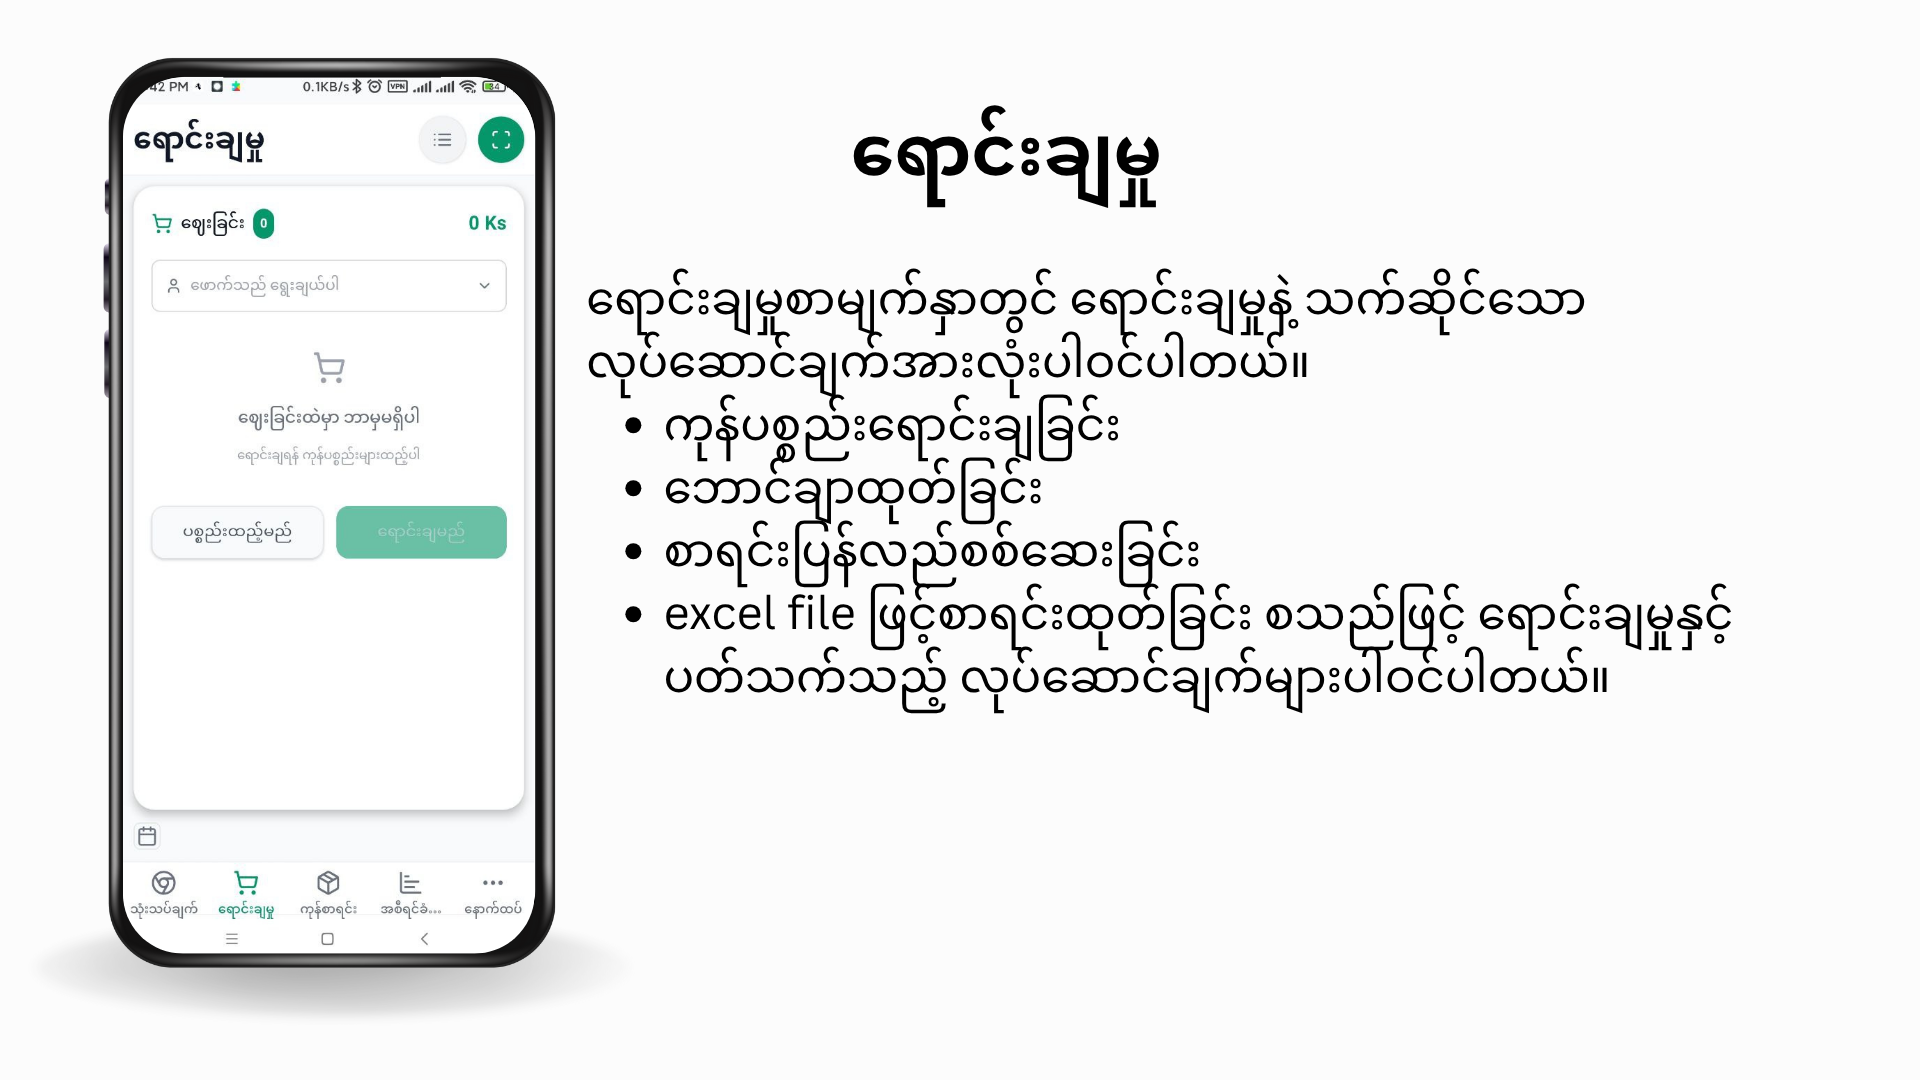 42 PM
0.1KB/s
VPN
84
ရောင်းချမှု
ဈေးခြင်း 0
0 Ks
ဖောက်သည် ရွေးချယ်ပါ
ဈေးခြင်းထဲမှာ ဘာမှမရှိပါ
ရောင်းချရန် ကုန်ပစ္စည်းများထည့်ပါ
ပစ္စည်းထည့်မည်
ရောင်းချမည်
သုံးသပ်ချက်
ရောင်းချမှု
ကုန်စာရင်း
အစီရင်ခံ...
နောက်ထပ်
ရောင်းချမှု
ရောင်းချမှုစာမျက်နှာတွင် ရောင်းချမှုနဲ့ သက်ဆိုင်သော
လုပ်ဆောင်ချက်အားလုံးပါဝင်ပါတယ်။
• ကုန်ပစ္စည်းရောင်းချခြင်း
• ဘောင်ချာထုတ်ခြင်း
• စာရင်းပြန်လည်စစ်ဆေးခြင်း
• excel file ဖြင့်စာရင်းထုတ်ခြင်း စသည်ဖြင့် ရောင်းချမှုနှင့်
ပတ်သက်သည့် လုပ်ဆောင်ချက်များပါဝင်ပါတယ်။